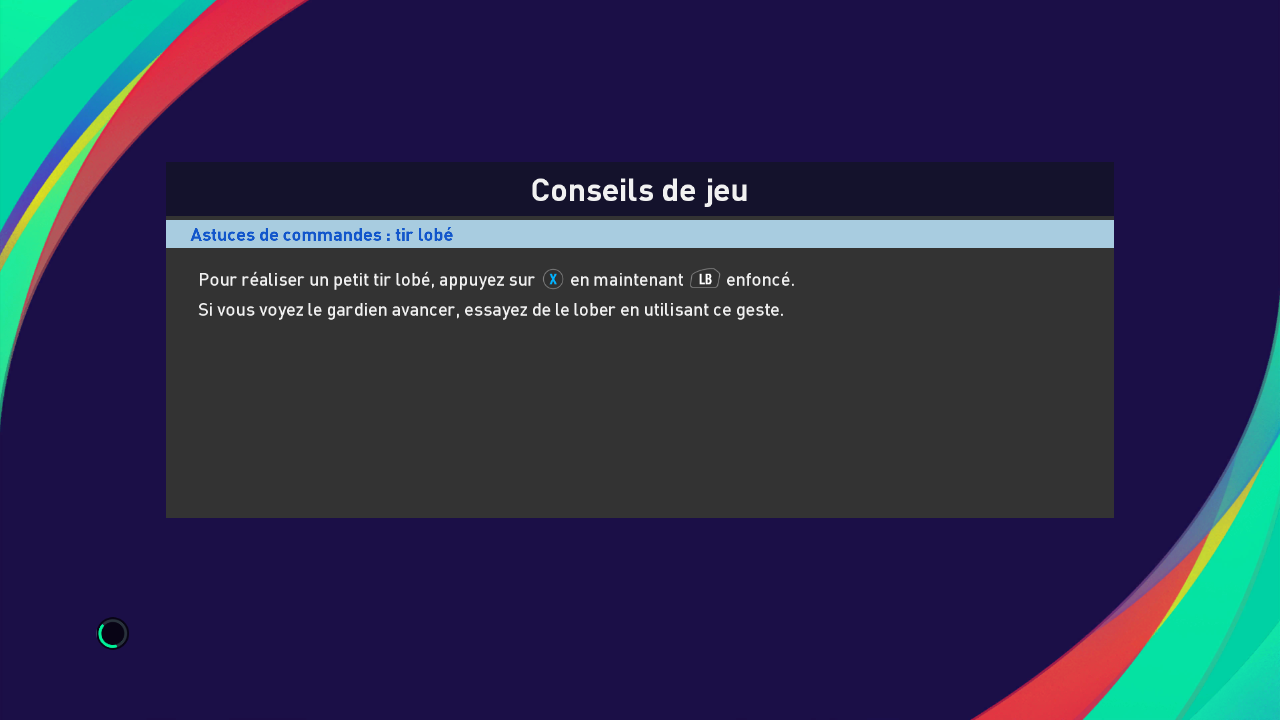 Conseils de jeu
Astuces de commandes : tir lobé
Pour réaliser un petit tir lobé, appuyez sur X en maintenant LB enfoncé.
Si vous voyez le gardien avancer, essayez de le lober en utilisant ce geste.